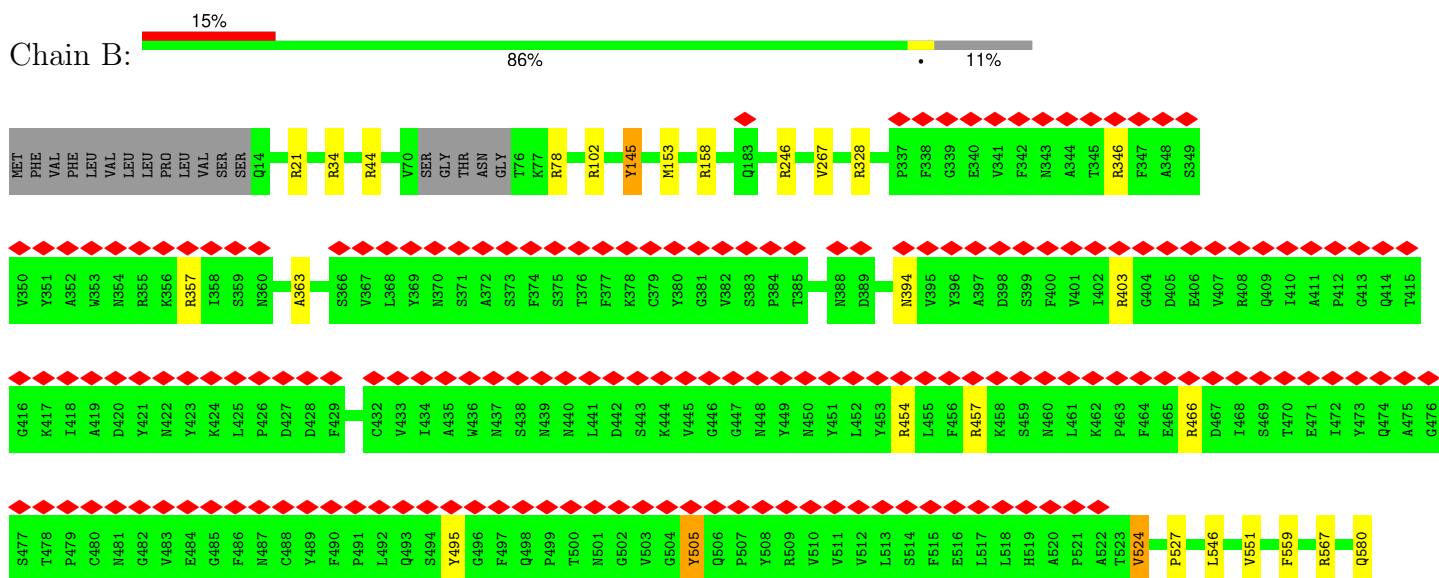 15%
Chain B:
86% • 11%
MET PHE VAL PHE LEU VAL LEU LEU PRO LEU VAL SER SER Q14 R21 R34 R44 V70 SER GLY THR ASN GLY T76 K77 R78 R102 Y145 M153 R158 Q183 R246 V267 R328 P337 F338 G339 E340 V341 F342 N343 A344 T345 R346 F347 A348 S349
V350 Y351 A352 W353 N354 R355 K356 R357 I358 S359 N360 A363 S366 V367 L368 Y369 N370 S371 A372 S373 F374 S375 T376 F377 K378 C379 Y380 G381 V382 S383 P384 T385 N388 D389 N394 V395 Y396 A397 D398 S399 F400 V401 I402 R403 G404 D405 E406 V407 R408 Q409 I410 A411 P412 G413 Q414 T415
G416 K417 I418 A419 D420 Y421 N422 Y423 K424 L425 P426 D427 D428 F429 C432 V433 I434 A435 W436 N437 S438 N439 N440 L441 D442 S443 K444 V445 G446 G447 N448 Y449 N450 Y451 L452 Y453 R454 L455 F456 R457 K458 S459 N460 L461 K462 P463 F464 E465 R466 D467 I468 S469 T470 E471 I472 Y473 Q474 A475 G476
S477 T478 P479 C480 N481 G482 V483 E484 G485 F486 N487 C488 Y489 F490 P491 L492 Q493 S494 Y495 G496 F497 Q498 P499 T500 N501 G502 V503 G504 Y505 Q506 P507 Y508 R509 V510 V511 V512 L513 S514 F515 E516 L517 L518 H519 A520 P521 A522 T523 V524 P527 L546 V551 F559 R567 Q580